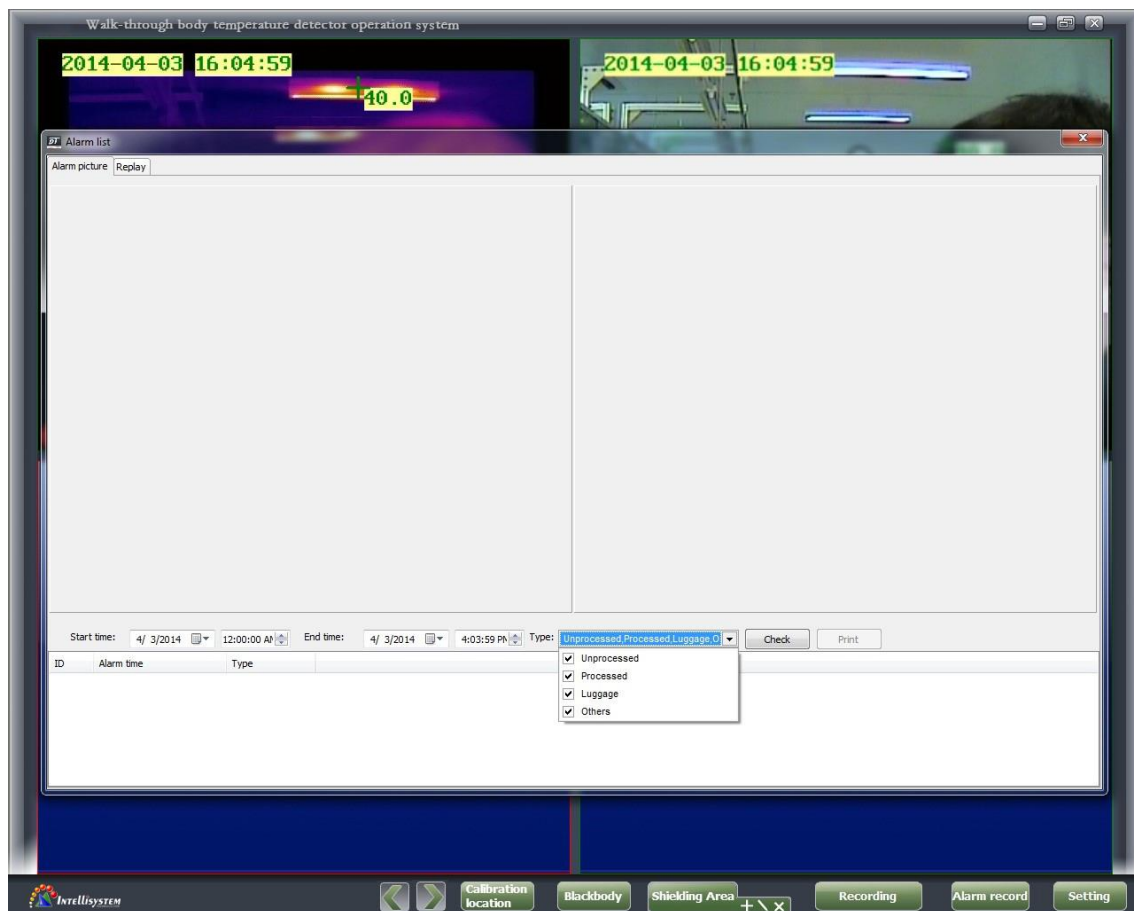 Walk-through body temperature detector operation system
2014-04-03 16:04:59
2014-04-03 16:04:59
40.0
Alarm list
Alarm picture Replay
Start time: 4/ 3/2014 12:00:00 AM End time: 4/ 3/2014 4:03:59 PM Type: Unprocessed,Processed,Luggage,O Check Print
ID Alarm time Type
Unprocessed
Processed
Luggage
Others
INTELLISYSTEM
Calibration location
Blackbody
Shielding Area
Recording
Alarm record
Setting